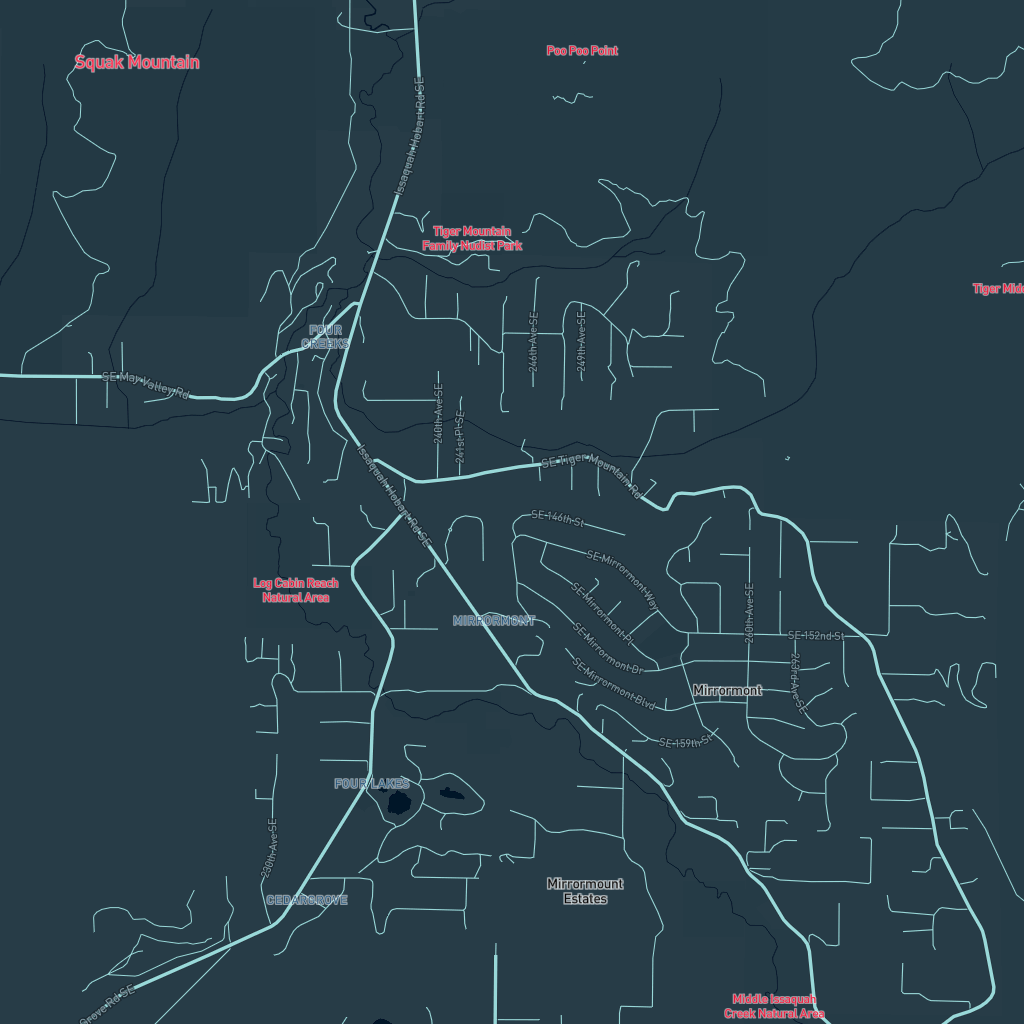 Poo Poo Point
Squak Mountain
Issaquah-Hobart Rd SE
Tiger Mountain
Family Nudist Park
FOUR
CREEKS
246th Ave SE
249th Ave SE
SE May Valley Rd
240th Ave SE
241st Pl SE
SE Tiger Mountain Rd
Issaquah-Hobart Rd SE
SE 146th St
SE Mirrormont Way
Log Cabin Reach
Natural Area
SE Mirrormont Pl
260th Ave SE
MIRRORMONT
SE 152nd St
SE Mirrormont Dr
SE Mirrormont Blvd
263rd Ave SE
Mirrormont
SE 159th St
FOUR LAKES
230th Ave SE
Mirrormount
Estates
CEDARGROVE
Grove Rd SE
Middle Issaquah
Creek Natural Area